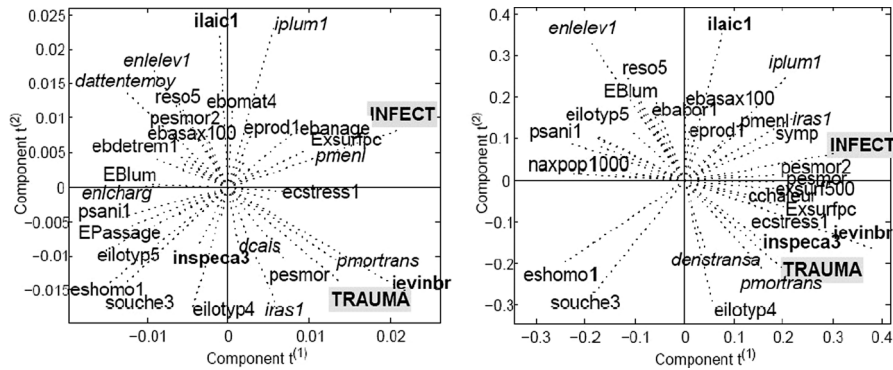 0.025
ilaic1
iplum1
0.02
enlelev1
dattentemoy
0.015
reso5
ebomat4
pesmor2
INFECT
0.01
ebasax100
eprod1
ebanage
ebdetrem1
Exsurfpc
0.005
pmenl
EBlum
0
enlcharg
ecstress1
psani1
−0.005
EPassage
dcals
−0.01
eilotyp5
inspeca3
pesmor
pmortrans
−0.015
eshomo1
ievinbr
souche3
eilotyp4
iras1
TRAUMA
−0.01
0
0.01
0.02
Component t(1)
Component t(2)
0.4
enlelev1
ilaic1
0.3
reso5
iplum1
EBlum
0.2
eilotyp5
ebabor1
ebasax100
psani1
eprod1
pmenl
iras1
0.1
symp
INFECT
naxpop1000
pesmor2
0
pesmor
exsurf500
cchaleur
Exsurfpc
−0.1
ecstress1
ievinbr
inspeca3
−0.2
eshomo1
denstransa
TRAUMA
pmortrans
−0.3
souche3
eilotyp4
−0.3
−0.2
−0.1
0
0.1
0.2
0.3
0.4
Component t(1)
Component t(2)